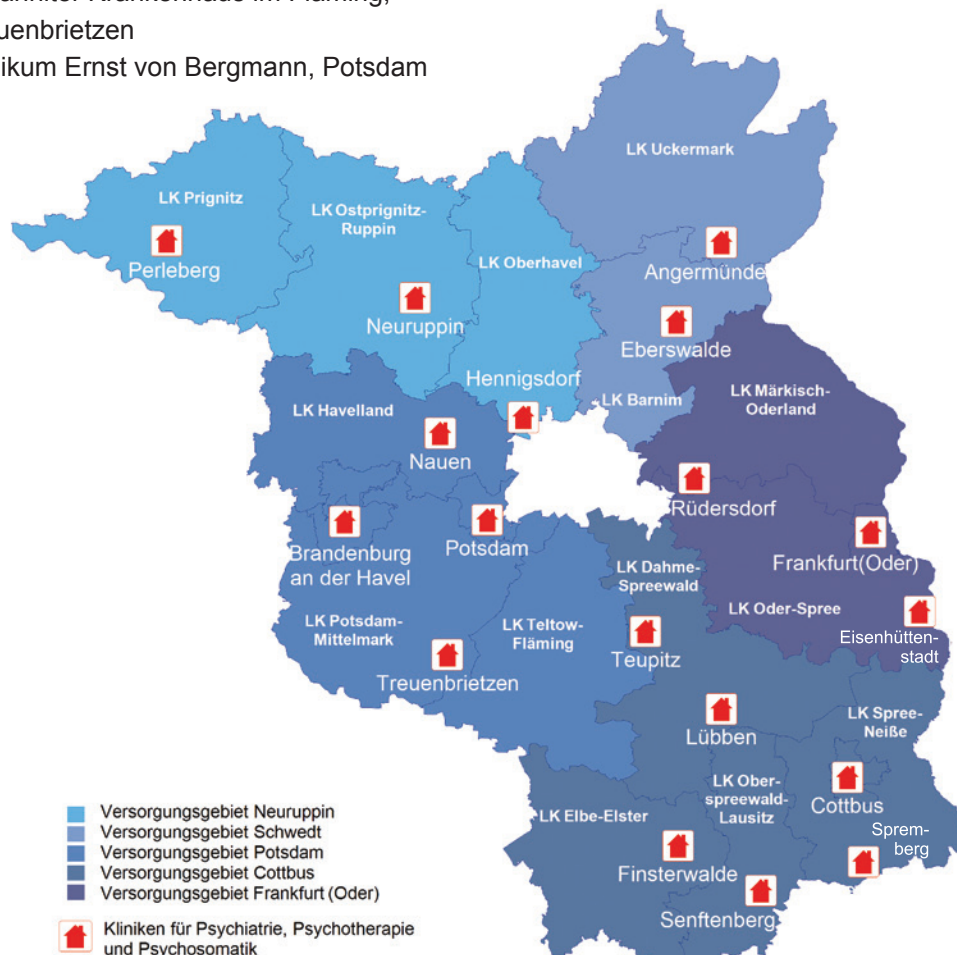 uenbrietzen
ikum Ernst von Bergmann, Potsdam
LK Uckermark
LK Prignitz
LK Ostprignitz-
Ruppin
LK Oberhavel
Perleberg
Angermünde
Neuruppin
Eberswalde
Hennigsdorf
LK Märkisch-
Oderland
LK Barnim
LK Havelland
Nauen
Rüdersdorf
Potsdam
Brandenburg
an der Havel
Frankfurt(Oder)
LK Dahme-
Spreewald
LK Oder-Spree
LK Potsdam-
Mittelmark
LK Teltow-
Fläming
Eisenhütten-
stadt
Teupitz
Treuenbrietzen
LK Spree-
Neiße
Lübben
LK Ober-
spreewald-
Lausitz
Cottbus
LK Elbe-Elster
Sprem-
berg
Finsterwalde
Senftenberg
Versorgungsgebiet Neuruppin
Versorgungsgebiet Schwedt
Versorgungsgebiet Potsdam
Versorgungsgebiet Cottbus
Versorgungsgebiet Frankfurt (Oder)
Kliniken für Psychiatrie, Psychotherapie
und Psychosomatik